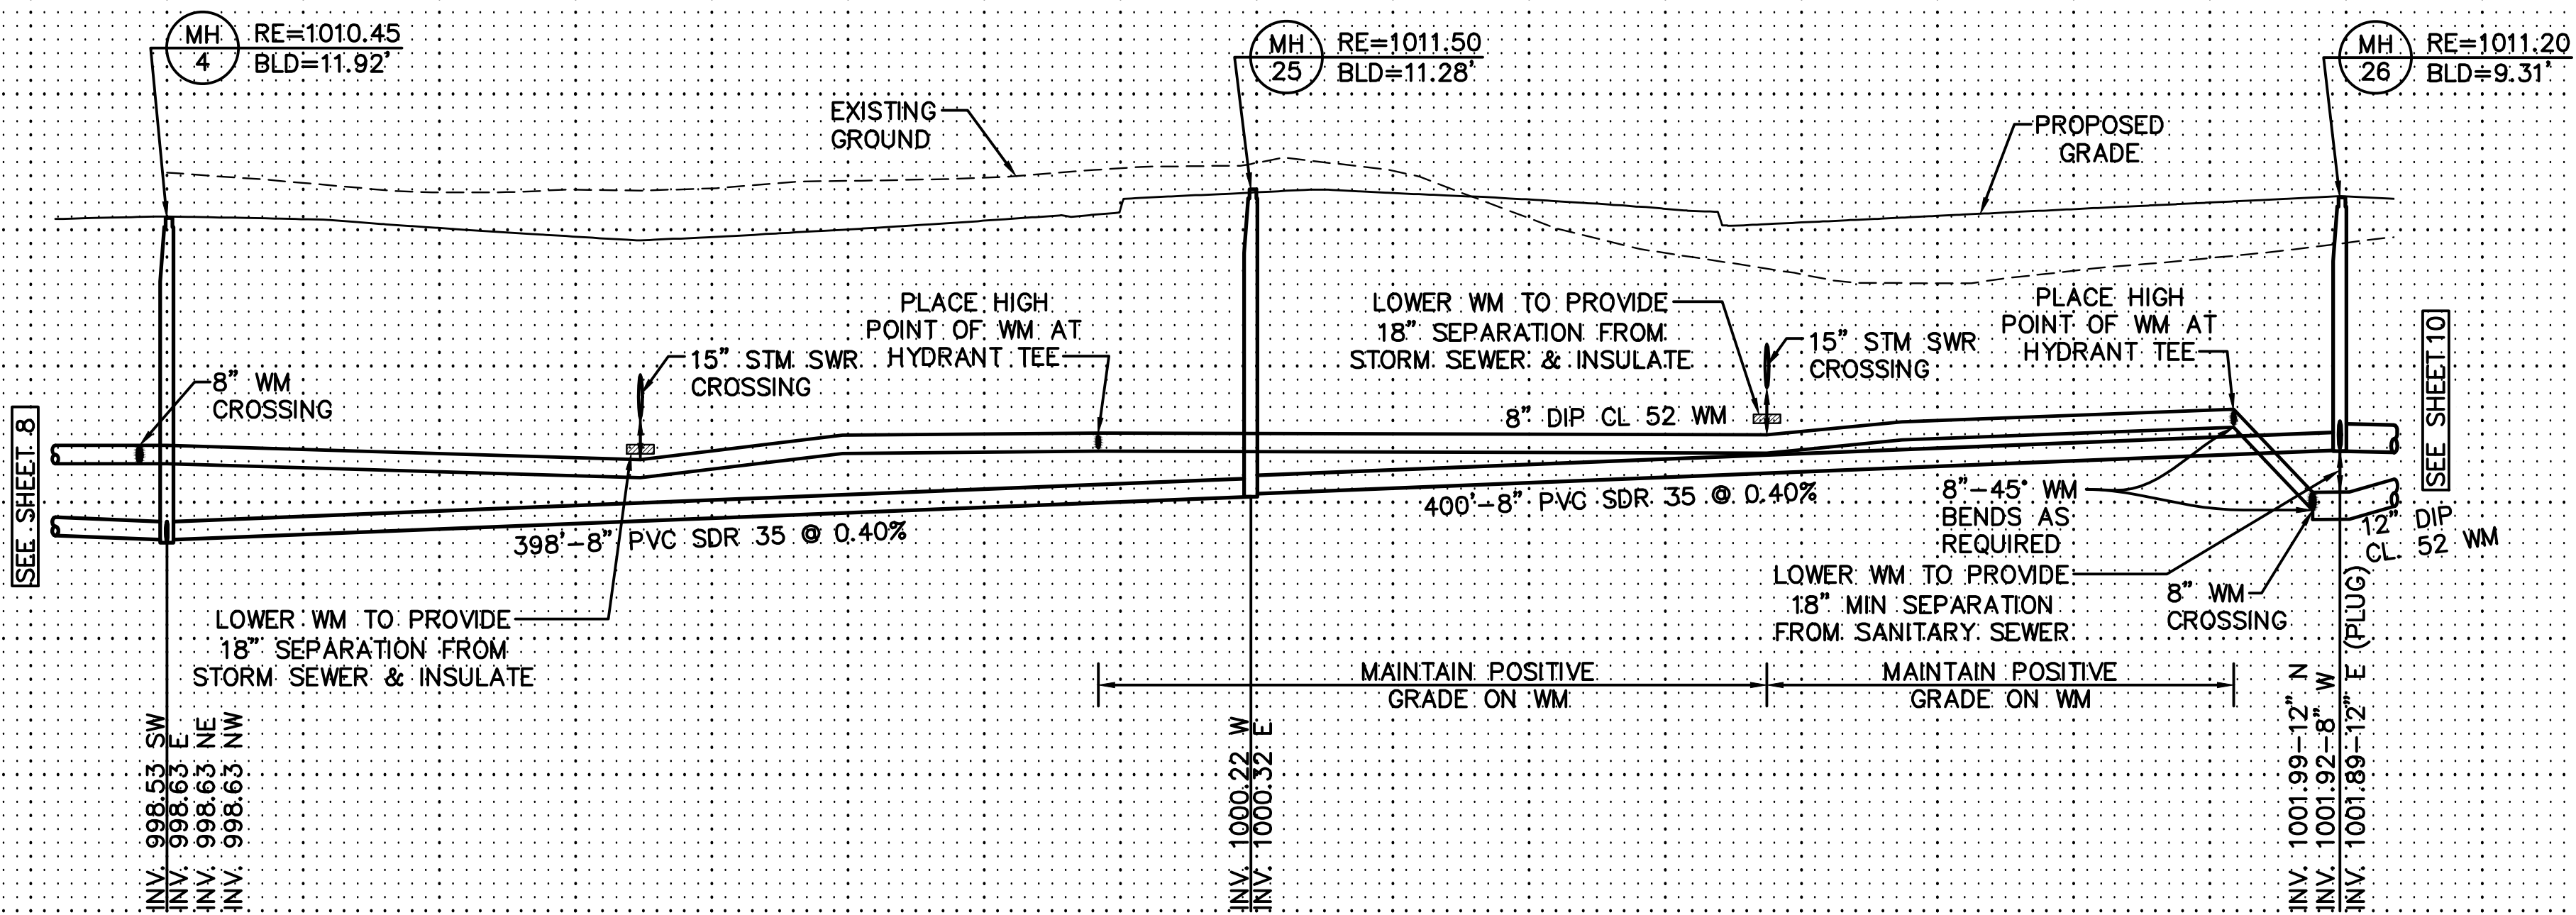 MH
4
RE=1010.45
BLD=11.92'
MH
25
RE=1011.50
BLD=11.28'
MH
26
RE=1011.20
BLD=9.31'
EXISTING
GROUND
PROPOSED
GRADE
8" WM
CROSSING
15" STM SWR
CROSSING
PLACE HIGH
POINT OF WM AT
HYDRANT TEE
LOWER WM TO PROVIDE
18" SEPARATION FROM
STORM SEWER & INSULATE
15" STM SWR
CROSSING
PLACE HIGH
POINT OF WM AT
HYDRANT TEE
SEE SHEET 8
SEE SHEET 10
8" DIP CL 52 WM
398'-8" PVC SDR 35 @ 0.40%
400'-8" PVC SDR 35 @ 0.40%
8"-45° WM
BENDS AS
REQUIRED
12" DIP
CL. 52 WM
LOWER WM TO PROVIDE
18" SEPARATION FROM
STORM SEWER & INSULATE
LOWER WM TO PROVIDE
18" MIN SEPARATION
FROM SANITARY SEWER
8" WM
CROSSING
MAINTAIN POSITIVE
GRADE ON WM
MAINTAIN POSITIVE
GRADE ON WM
INV. 998.53 SW
INV. 998.63 E
INV. 998.63 NE
INV. 998.63 NW
INV. 1000.22 W
INV. 1000.32 E
INV. 1001.99-12" N
INV. 1001.92-8" W
INV. 1001.89-12" E (PLUG)